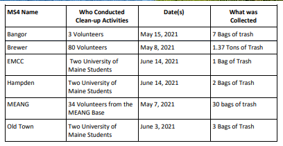 MS4 Name Who Conducted Clean-up Activities Date(s) What was Collected
Bangor 3 Volunteers May 15, 2021 7 Bags of trash
Brewer 80 Volunteers May 8, 2021 1.37 Tons of Trash
EMCC Two University of Maine Students June 14, 2021 1 Bag of Trash
Hampden Two University of Maine Students June 14, 2021 2 Bags of Trash
MEANG 34 Volunteers from the MEANG Base May 7, 2021 30 bags of trash
Old Town Two University of Maine Students June 3, 2021 3 Bags of Trash